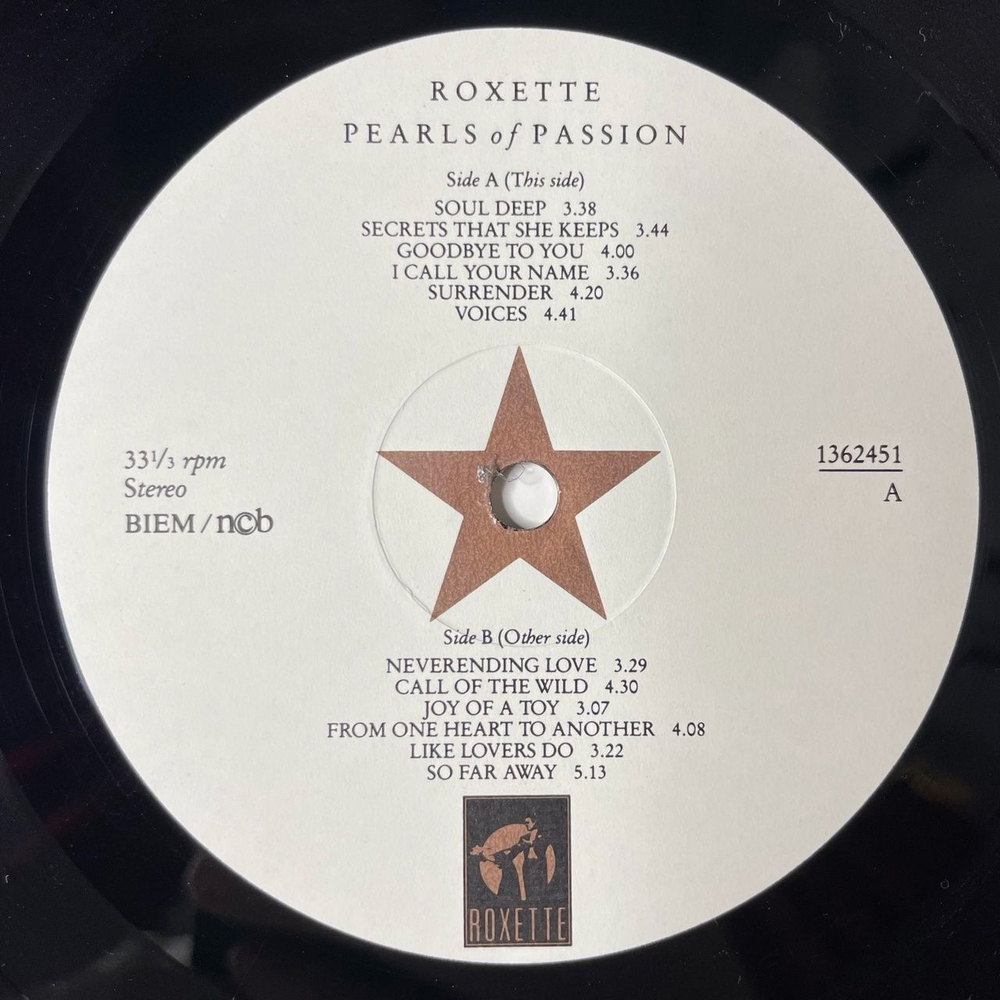 ROXETTE
PEARLS of PASSION
Side A (This side)
SOUL DEEP 3.38
SECRETS THAT SHE KEEPS 3.44
GOODBYE TO YOU 4.00
I CALL YOUR NAME 3.36
SURRENDER 4.20
VOICES 4.41
33⅓ rpm
Stereo
BIEM / n©b
1362451
A
Side B (Other side)
NEVERENDING LOVE 3.29
CALL OF THE WILD 4.30
JOY OF A TOY 3.07
FROM ONE HEART TO ANOTHER 4.08
LIKE LOVERS DO 3.22
SO FAR AWAY 5.13
ROXETTE